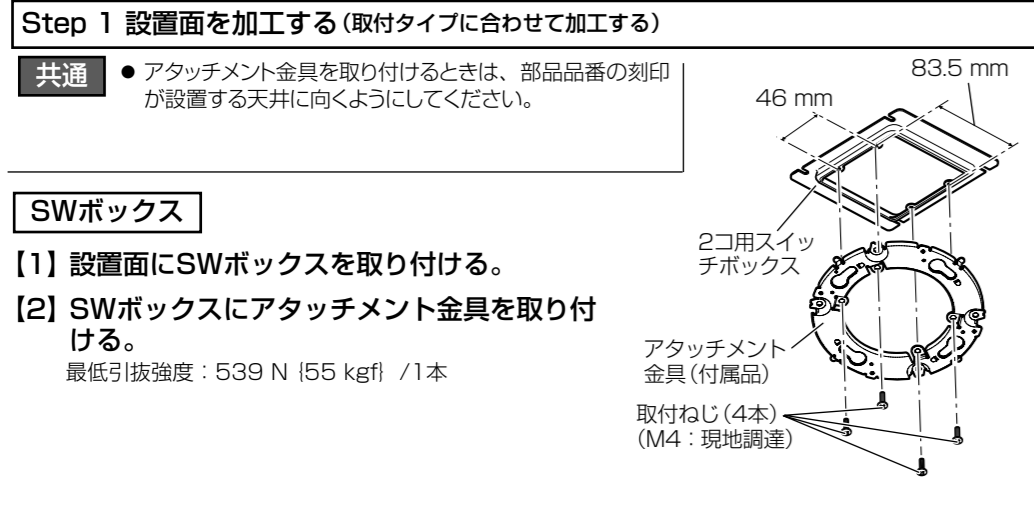 Step 1 設置面を加工する(取付タイプに合わせて加工する)
共通
● アタッチメント金具を取り付けるときは、部品品番の刻印
が設置する天井に向くようにしてください。
SWボックス
【1】 設置面にSWボックスを取り付ける。
【2】 SWボックスにアタッチメント金具を取り付
ける。
最低引抜強度：539 N {55 kgf} /1本
83.5 mm
46 mm
2コ用スイッ
チボックス
アタッチメント
金具(付属品)
取付ねじ(4本)
(M4：現地調達)